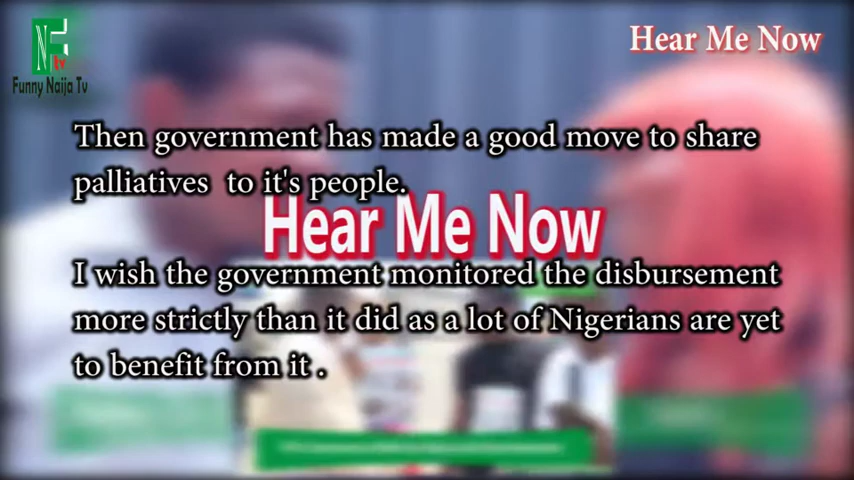 NF
tv
Funny Naija Tv
Hear Me Now
Then government has made a good move to share
palliatives to it's people.
Hear Me Now
I wish the government monitored the disbursement
more strictly than it did as a lot of Nigerians are yet
to benefit from it .